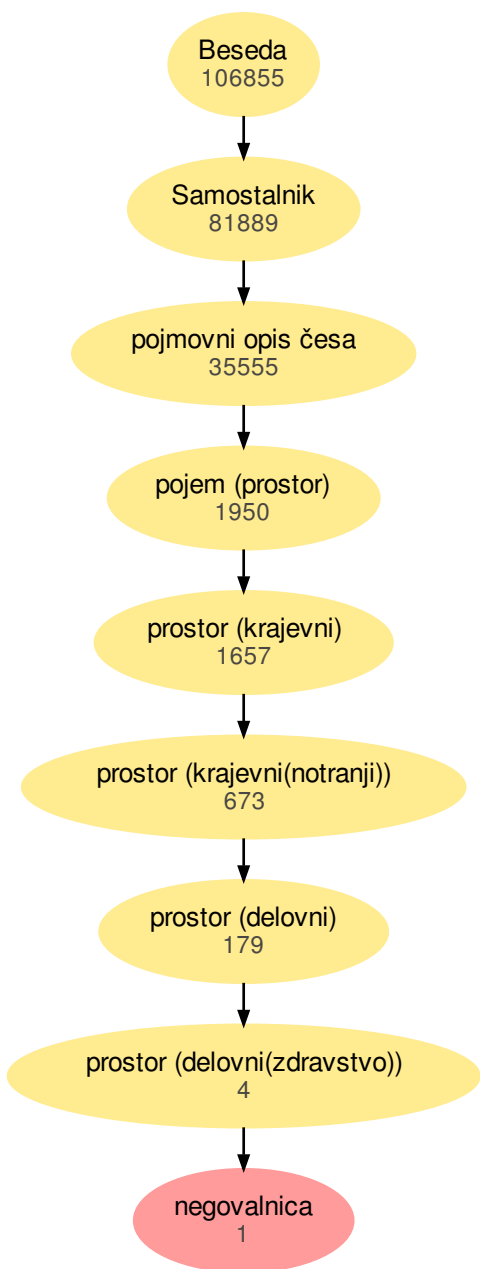 Beseda
106855
Samostalnik
81889
pojmovni opis česa
35555
pojem (prostor)
1950
prostor (krajevni)
1657
prostor (krajevni(notranji))
673
prostor (delovni)
179
prostor (delovni(zdravstvo))
4
negovalnica
1